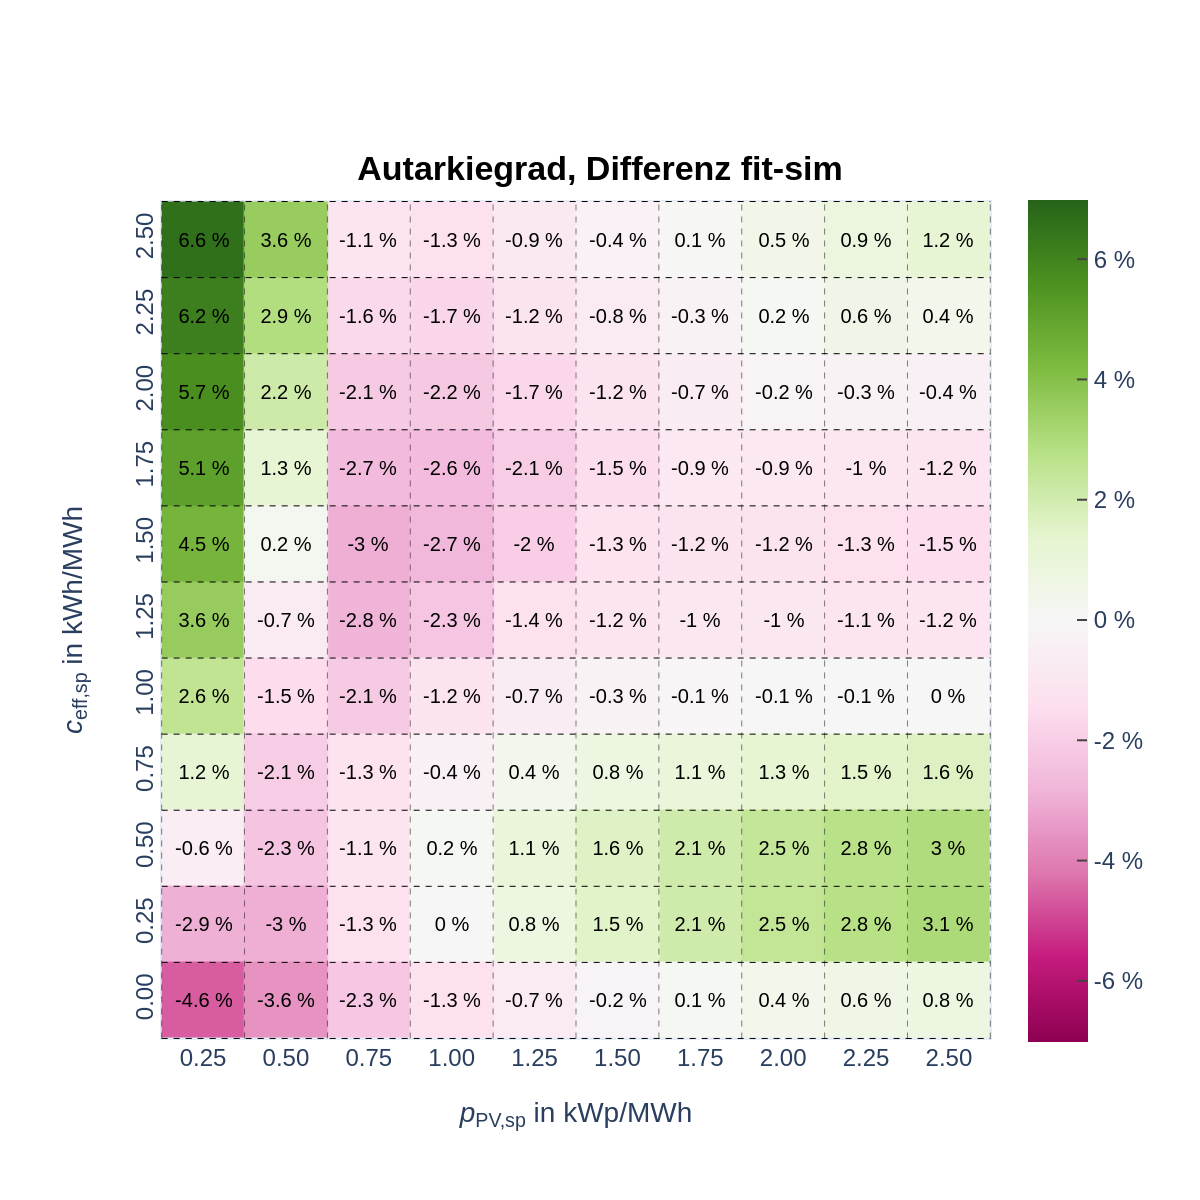 Autarkiegrad, Differenz fit-sim
2.50 6.6 % 3.6 % -1.1 % -1.3 % -0.9 % -0.4 % 0.1 % 0.5 % 0.9 % 1.2 %
2.25 6.2 % 2.9 % -1.6 % -1.7 % -1.2 % -0.8 % -0.3 % 0.2 % 0.6 % 0.4 %
2.00 5.7 % 2.2 % -2.1 % -2.2 % -1.7 % -1.2 % -0.7 % -0.2 % -0.3 % -0.4 %
1.75 5.1 % 1.3 % -2.7 % -2.6 % -2.1 % -1.5 % -0.9 % -0.9 % -1 % -1.2 %
1.50 4.5 % 0.2 % -3 % -2.7 % -2 % -1.3 % -1.2 % -1.2 % -1.3 % -1.5 %
1.25 3.6 % -0.7 % -2.8 % -2.3 % -1.4 % -1.2 % -1 % -1 % -1.1 % -1.2 %
1.00 2.6 % -1.5 % -2.1 % -1.2 % -0.7 % -0.3 % -0.1 % -0.1 % -0.1 % 0 %
0.75 1.2 % -2.1 % -1.3 % -0.4 % 0.4 % 0.8 % 1.1 % 1.3 % 1.5 % 1.6 %
0.50 -0.6 % -2.3 % -1.1 % 0.2 % 1.1 % 1.6 % 2.1 % 2.5 % 2.8 % 3 %
0.25 -2.9 % -3 % -1.3 % 0 % 0.8 % 1.5 % 2.1 % 2.5 % 2.8 % 3.1 %
0.00 -4.6 % -3.6 % -2.3 % -1.3 % -0.7 % -0.2 % 0.1 % 0.4 % 0.6 % 0.8 %
0.25 0.50 0.75 1.00 1.25 1.50 1.75 2.00 2.25 2.50
p PV,sp in kWp/MWh
c eff,sp in kWh/MWh
6 %
4 %
2 %
0 %
-2 %
-4 %
-6 %